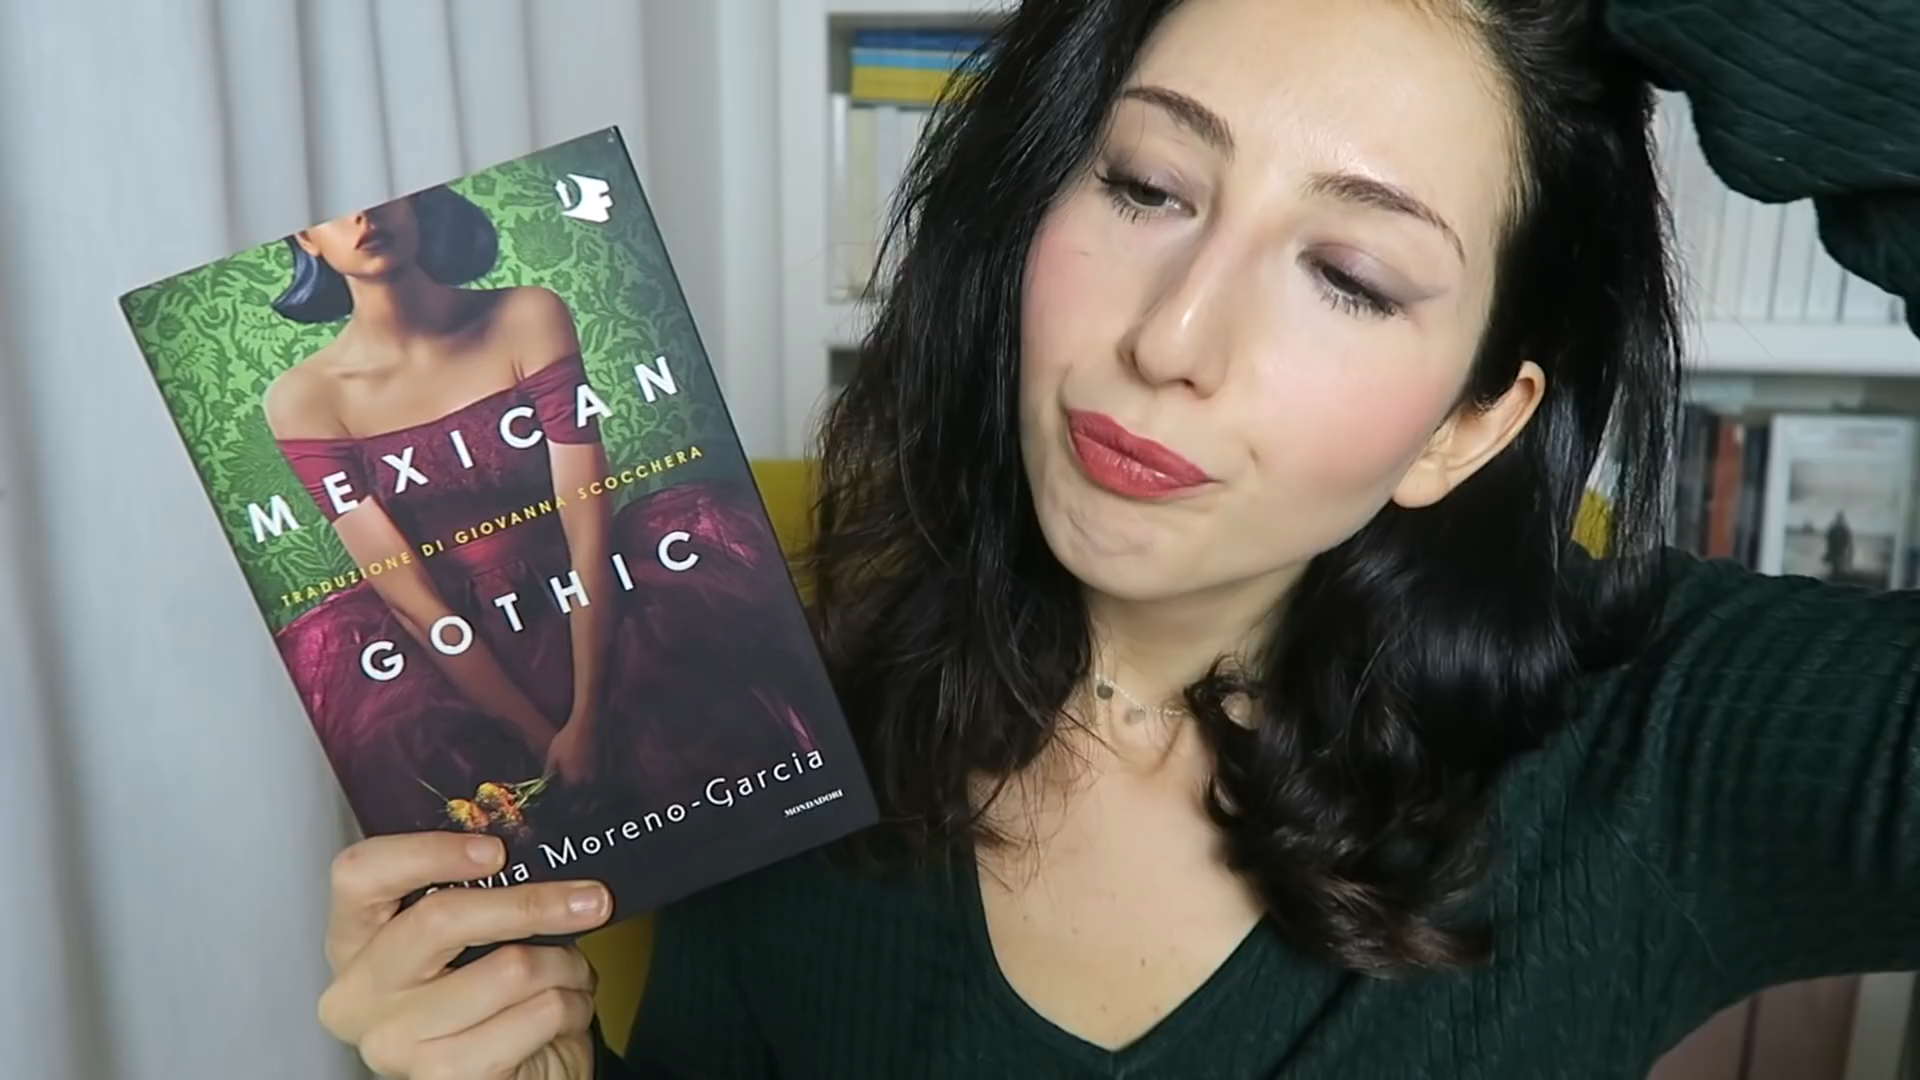 MEXICAN
TRADUZIONE DI GIOVANNA SCOCCHERA
GOTHIC
Moreno-Garcia
MONDADORI